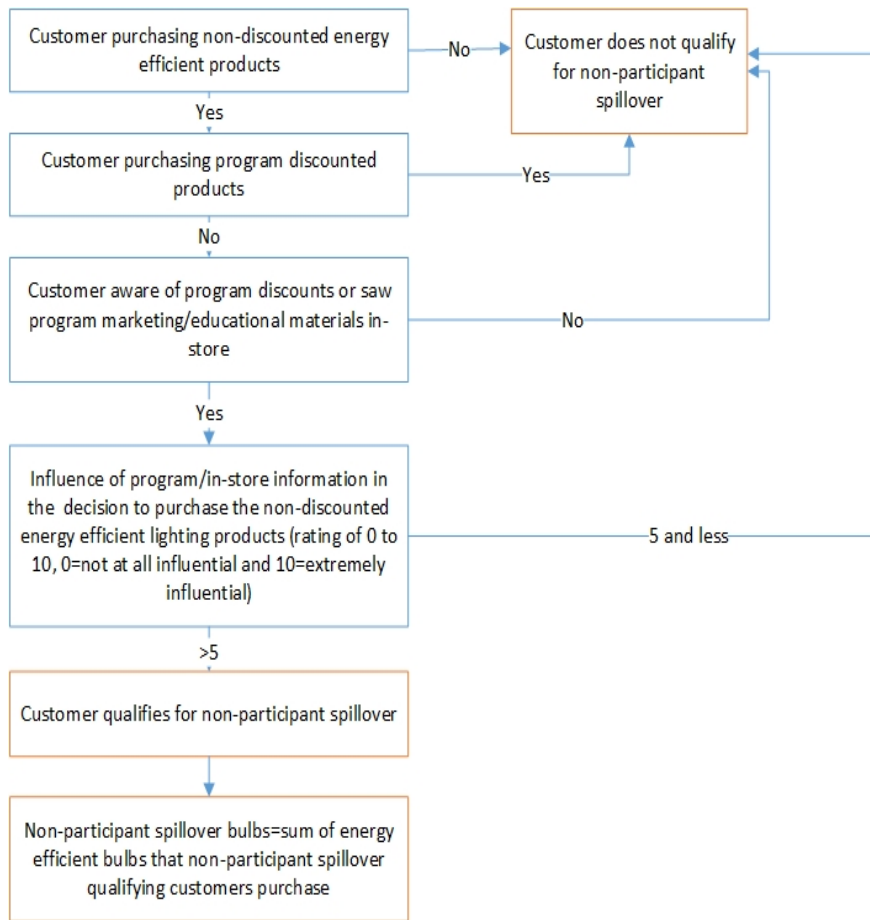 Customer purchasing non-discounted energy
efficient products
No
Customer does not qualify
for non-participant
spillover
Yes
Customer purchasing program discounted
products
Yes
No
Customer aware of program discounts or saw
program marketing/educational materials in-
store
No
Yes
Influence of program/in-store information in
the decision to purchase the non-discounted
energy efficient lighting products (rating of 0 to
10, 0=not at all influential and 10=extremely
influential)
5 and less
>5
Customer qualifies for non-participant spillover
Non-participant spillover bulbs=sum of energy
efficient bulbs that non-participant spillover
qualifying customers purchase